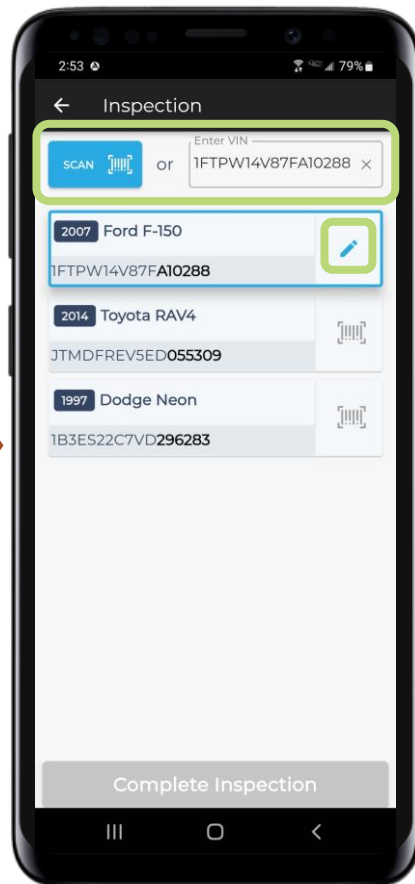 2:53 79%
Inspection
Enter VIN
SCAN or 1FTPW14V87FA10288
2007 Ford F-150
1FTPW14V87FA10288
2014 Toyota RAV4
JTMDFREV5ED055309
1997 Dodge Neon
1B3ES22C7VD296283
Complete Inspection